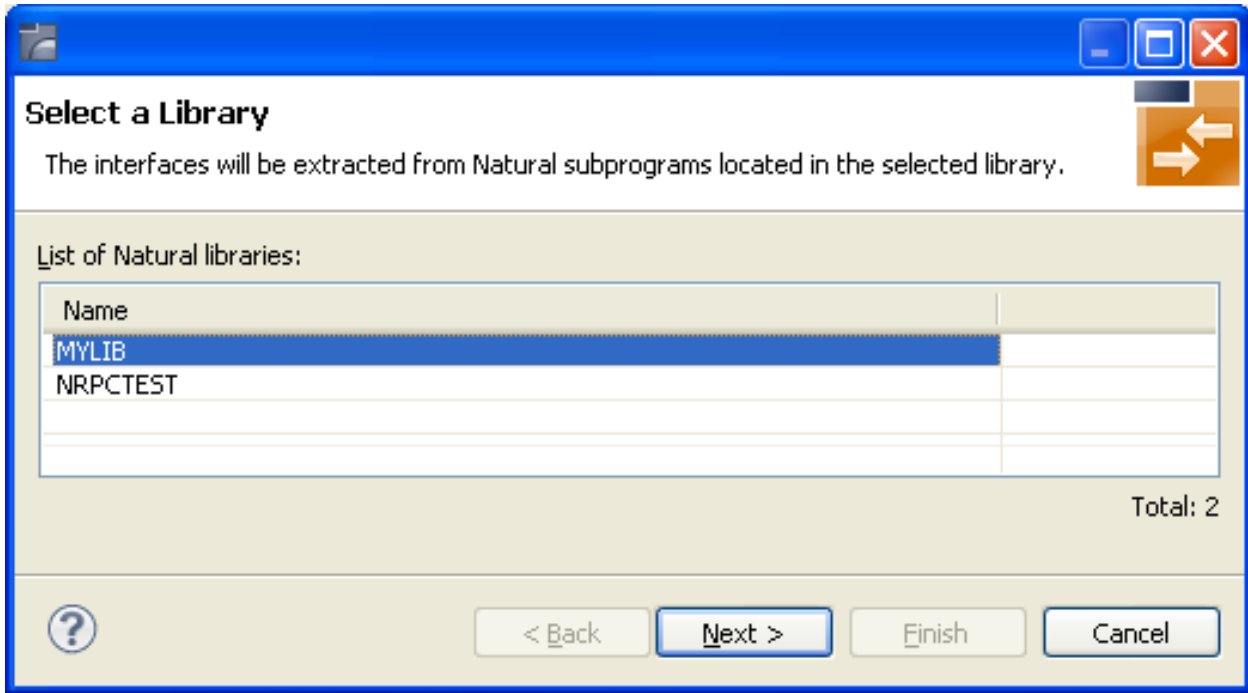 Select a Library
The interfaces will be extracted from Natural subprograms located in the selected library.
List of Natural libraries:
Name
MYLIB
NRPCTEST
Total: 2
?
< Back Next > Finish Cancel